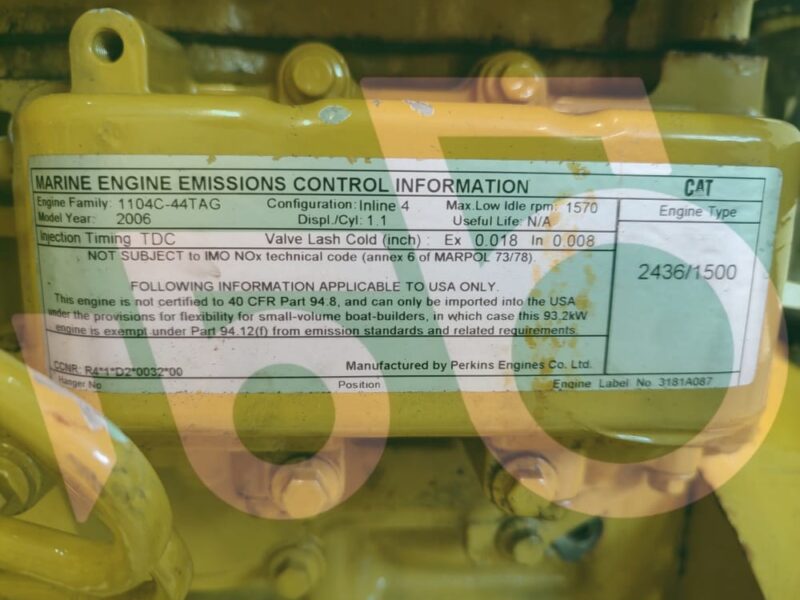 MARINE ENGINE EMISSIONS CONTROL INFORMATION
CAT
Engine Family: 1104C-44TAG Configuration: Inline 4 Max.Low Idle rpm: 1570
Model Year: 2006 Displ./Cyl: 1.1 Useful Life: N/A
Engine Type
Injection Timing TDC Valve Lash Cold (inch) : Ex 0.018 In 0.008
2436/1500
NOT SUBJECT to IMO NOx technical code (annex 6 of MARPOL 73/78).
FOLLOWING INFORMATION APPLICABLE TO USA ONLY.
This engine is not certified to 40 CFR Part 94.8, and can only be imported into the USA
under the provisions for flexibility for small-volume boat-builders, in which case this 93.2kW
engine is exempt under Part 94.12(f) from emission standards and related requirements.
CCNR: R4*1*D2*0032*00 Manufactured by Perkins Engines Co. Ltd.
Hanger No Position Engine Label No 3181A087